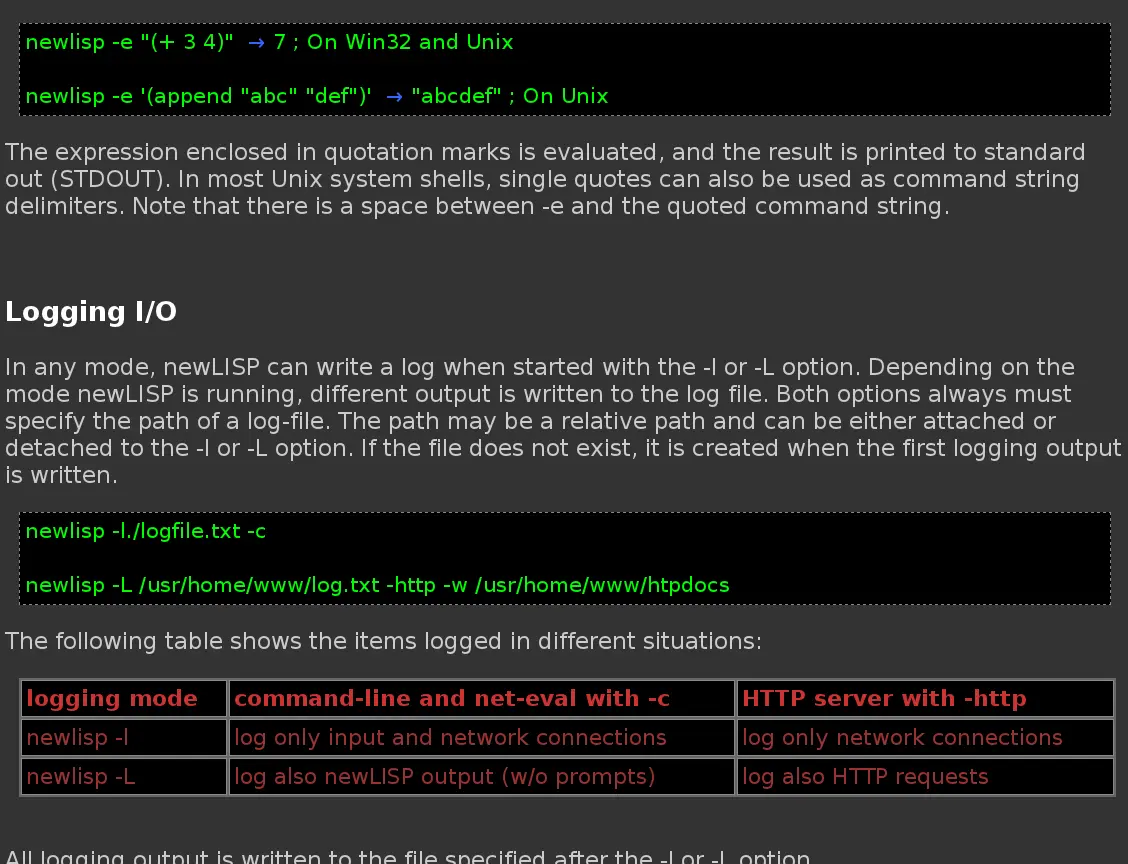 newlisp -e "(+ 3 4)" → 7 ; On Win32 and Unix
newlisp -e '(append "abc" "def")' → "abcdef" ; On Unix
The expression enclosed in quotation marks is evaluated, and the result is printed to standard
out (STDOUT). In most Unix system shells, single quotes can also be used as command string
delimiters. Note that there is a space between -e and the quoted command string.
Logging I/O
In any mode, newLISP can write a log when started with the -l or -L option. Depending on the
mode newLISP is running, different output is written to the log file. Both options always must
specify the path of a log-file. The path may be a relative path and can be either attached or
detached to the -l or -L option. If the file does not exist, it is created when the first logging output
is written.
newlisp -l./logfile.txt -c
newlisp -L /usr/home/www/log.txt -http -w /usr/home/www/htpdocs
The following table shows the items logged in different situations:
logging mode command-line and net-eval with -c HTTP server with -http
newlisp -l log only input and network connections log only network connections
newlisp -L log also newLISP output (w/o prompts) log also HTTP requests
All logging output is written to the file specified after the -l or -L option.